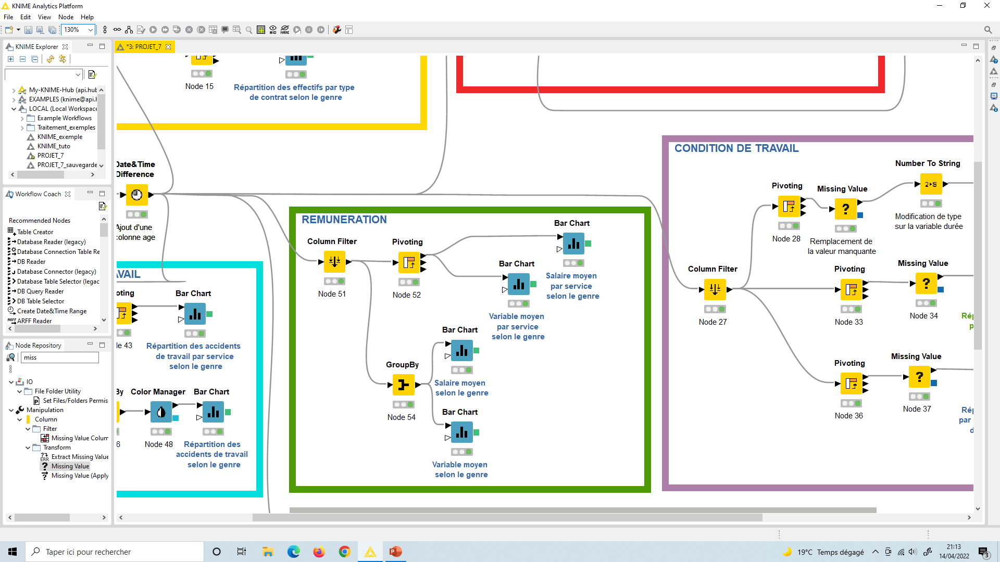 KNIME Analytics Platform
File Edit View Node Help
130%
#ID
NAME
KNIME Explorer
My-KNIME-Hub (api.hub
EXAMPLES (knime@api.
LOCAL (Local Workspace
Example Workflows
Traitement_exemples
KNIME_exemple
KNIME_tuto
PROJET_7
PROJET_7_sauvegarde
Workflow Coach
Recommended Nodes
Table Creator
Database Reader (legacy)
Database Connection Table Re
DB Reader
Database Connector (legacy)
Database Table Selector (legac
DB Query Reader
DB Table Selector
Create Date&Time Range
ARFF Reader
Node Repository
miss
IO
File Folder Utility
Set Files/Folders Permis
Manipulation
Column
Filter
Missing Value Colum
Transform
Extract Missing Value
Missing Value
Missing Value (Apply
*3: PROJET_7
Node 15
Répartition des effectifs par type
de contrat selon le genre
Date&Time
Difference
Ajout d'une
colonne age
AVAIL
oting
de 43
Bar Chart
Répartition des accidents
de travail par service
selon le genre
By
6
Color Manager
Node 48
Bar Chart
Répartition des
accidents de travail
selon le genre
REMUNERATION
Column Filter
Node 51
Pivoting
Node 52
Bar Chart
Salaire moyen
par service
selon le genre
Bar Chart
Variable moyen
par service
selon le genre
GroupBy
Node 54
Bar Chart
Salaire moyen
selon le genre
Bar Chart
Variable moyen
selon le genre
CONDITION DE TRAVAIL
Number To String
2▸S
Modification de type
sur la variable durée
Pivoting
Node 28
Missing Value
Remplacement de
la valeur manquante
Column Filter
Node 27
Pivoting
Node 33
Missing Value
Node 34
Rép
p
Pivoting
Node 36
Missing Value
Node 37
Rép
par
d
Taper ici pour rechercher
19°C Temps dégagé
21:13
14/04/2022
3